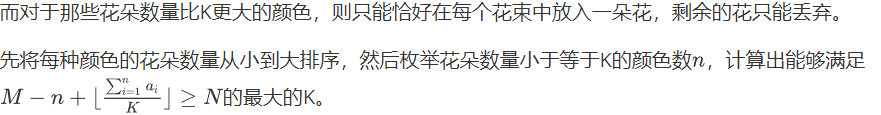 而对于那些花朵数量比K更大的颜色，则只能恰好在每个花束中放入一朵花，剩余的花只能丢弃。
先将每种颜色的花朵数量从小到大排序，然后枚举花朵数量小于等于K的颜色数n，计算出能够满足
M − n + ⌊\frac{\sum_{i=1}^{n} a_i}{K}⌋ ≥ N的最大的K。